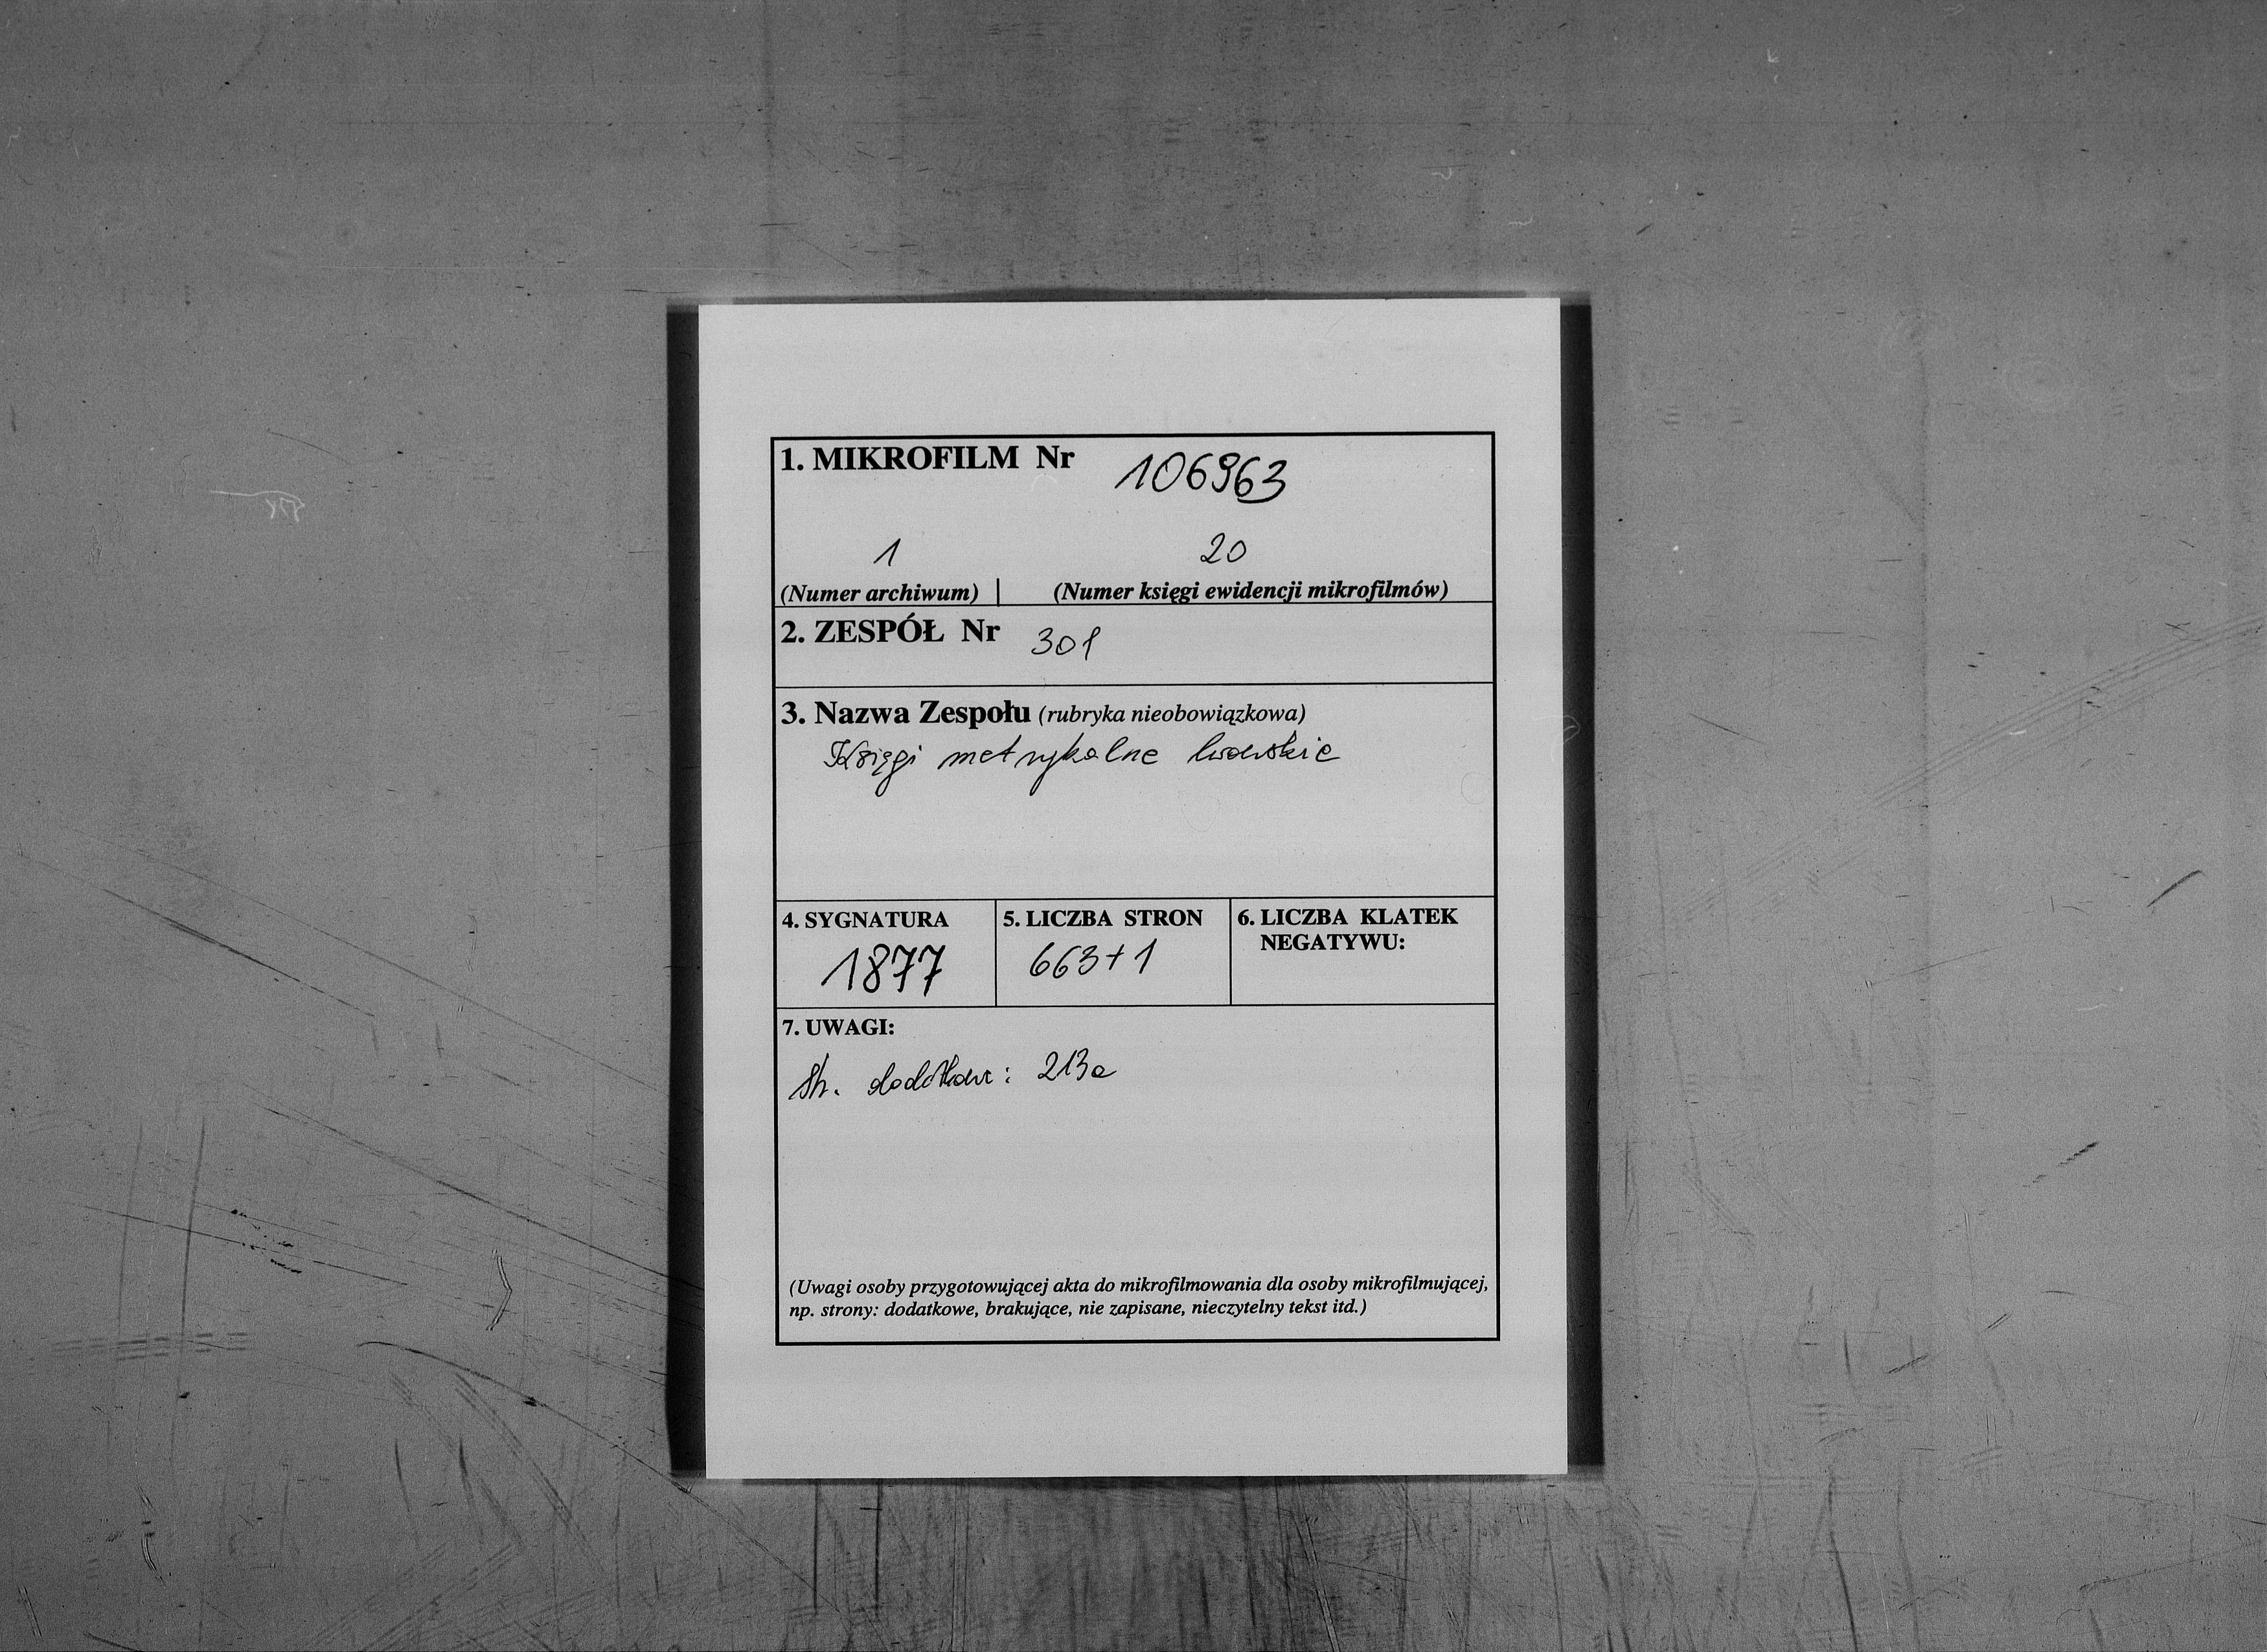 1. MIKROFILM Nr 106963
1 20
(Numer archiwum) | (Numer księgi ewidencji mikrofilmów)
2. ZESPÓŁ Nr 301
3. Nazwa Zespołu (rubryka nieobowiązkowa)
Księgi metrykalne lwowskie
4. SYGNATURA
1877
5. LICZBA STRON
663+1
6. LICZBA KLATEK
NEGATYWU:
7. UWAGI:
Str. dodatkowe: 213a
(Uwagi osoby przygotowującej akta do mikrofilmowania dla osoby mikrofilmującej,
np. strony: dodatkowe, brakujące, nie zapisane, nieczytelny tekst itd.)